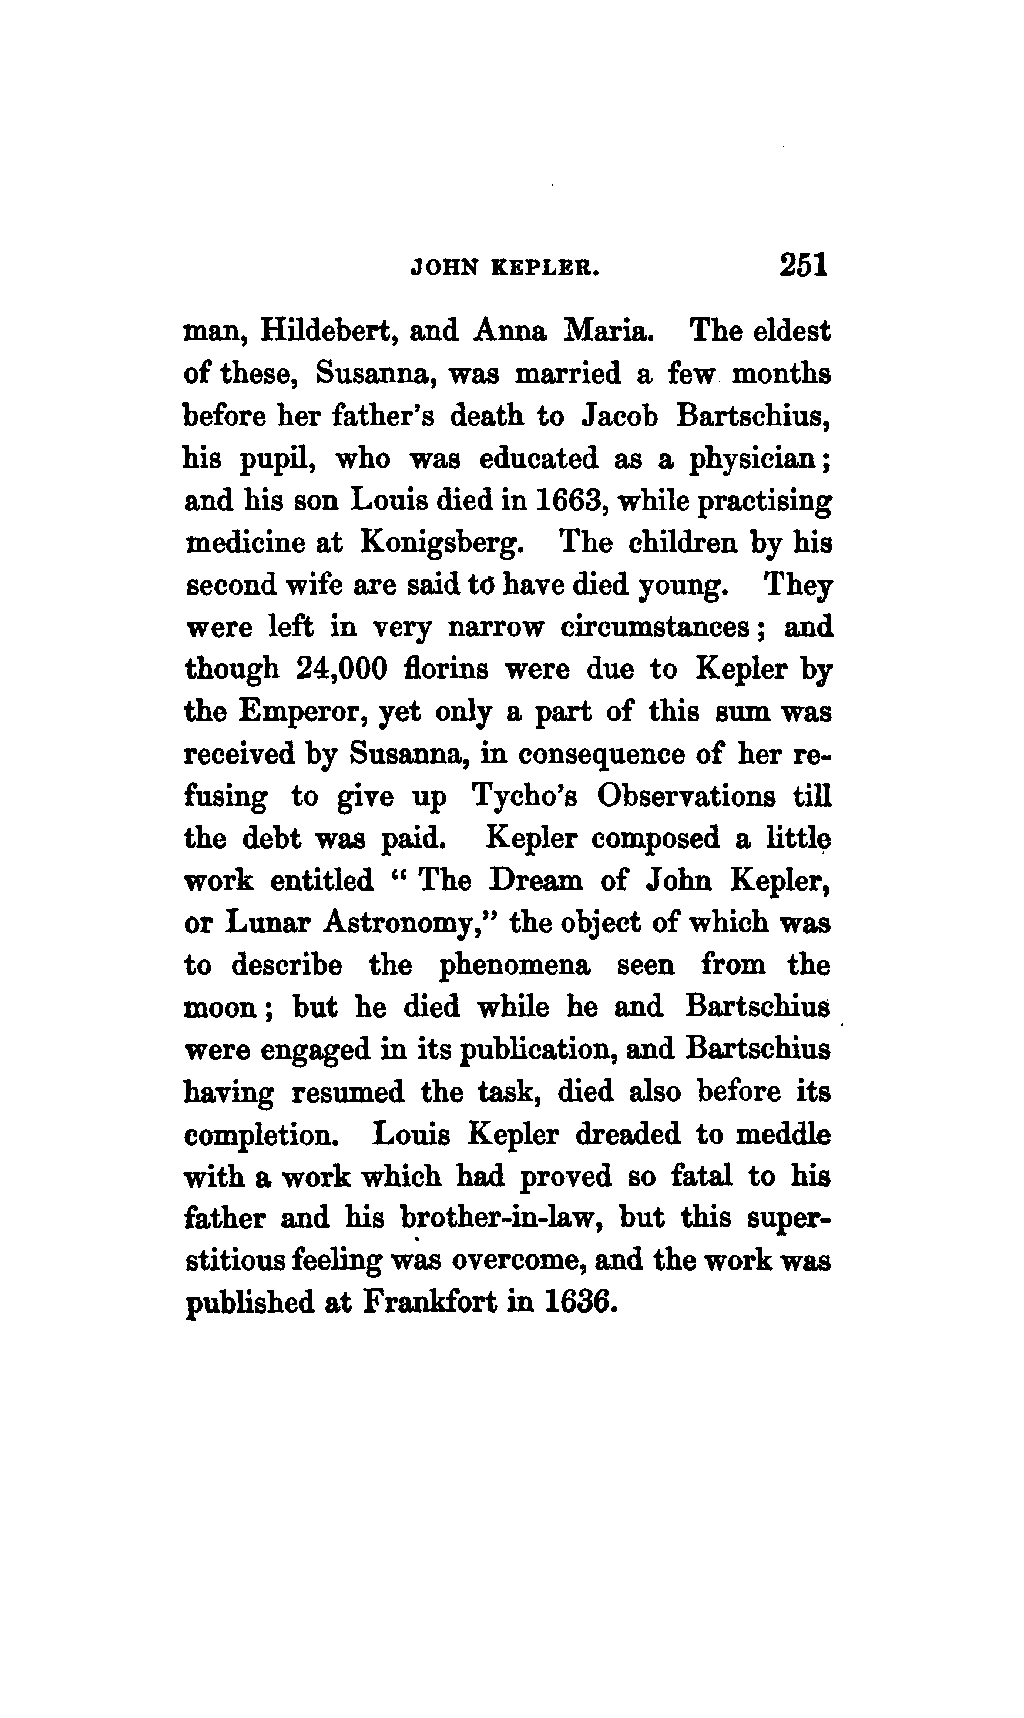 JOHN KEPLER. 251
man, Hildebert, and Anna Maria. The eldest
of these, Susanna, was married a few months
before her father's death to Jacob Bartschius,
his pupil, who was educated as a physician;
and his son Louis died in 1663, while practising
medicine at Konigsberg. The children by his
second wife are said to have died young. They
were left in very narrow circumstances; and
though 24,000 florins were due to Kepler by
the Emperor, yet only a part of this sum was
received by Susanna, in consequence of her re-
fusing to give up Tycho's Observations till
the debt was paid. Kepler composed a little
work entitled "The Dream of John Kepler,
or Lunar Astronomy," the object of which was
to describe the phenomena seen from the
moon; but he died while he and Bartschius
were engaged in its publication, and Bartschius
having resumed the task, died also before its
completion. Louis Kepler dreaded to meddle
with a work which had proved so fatal to his
father and his brother-in-law, but this super-
stitious feeling was overcome, and the work was
published at Frankfort in 1636.